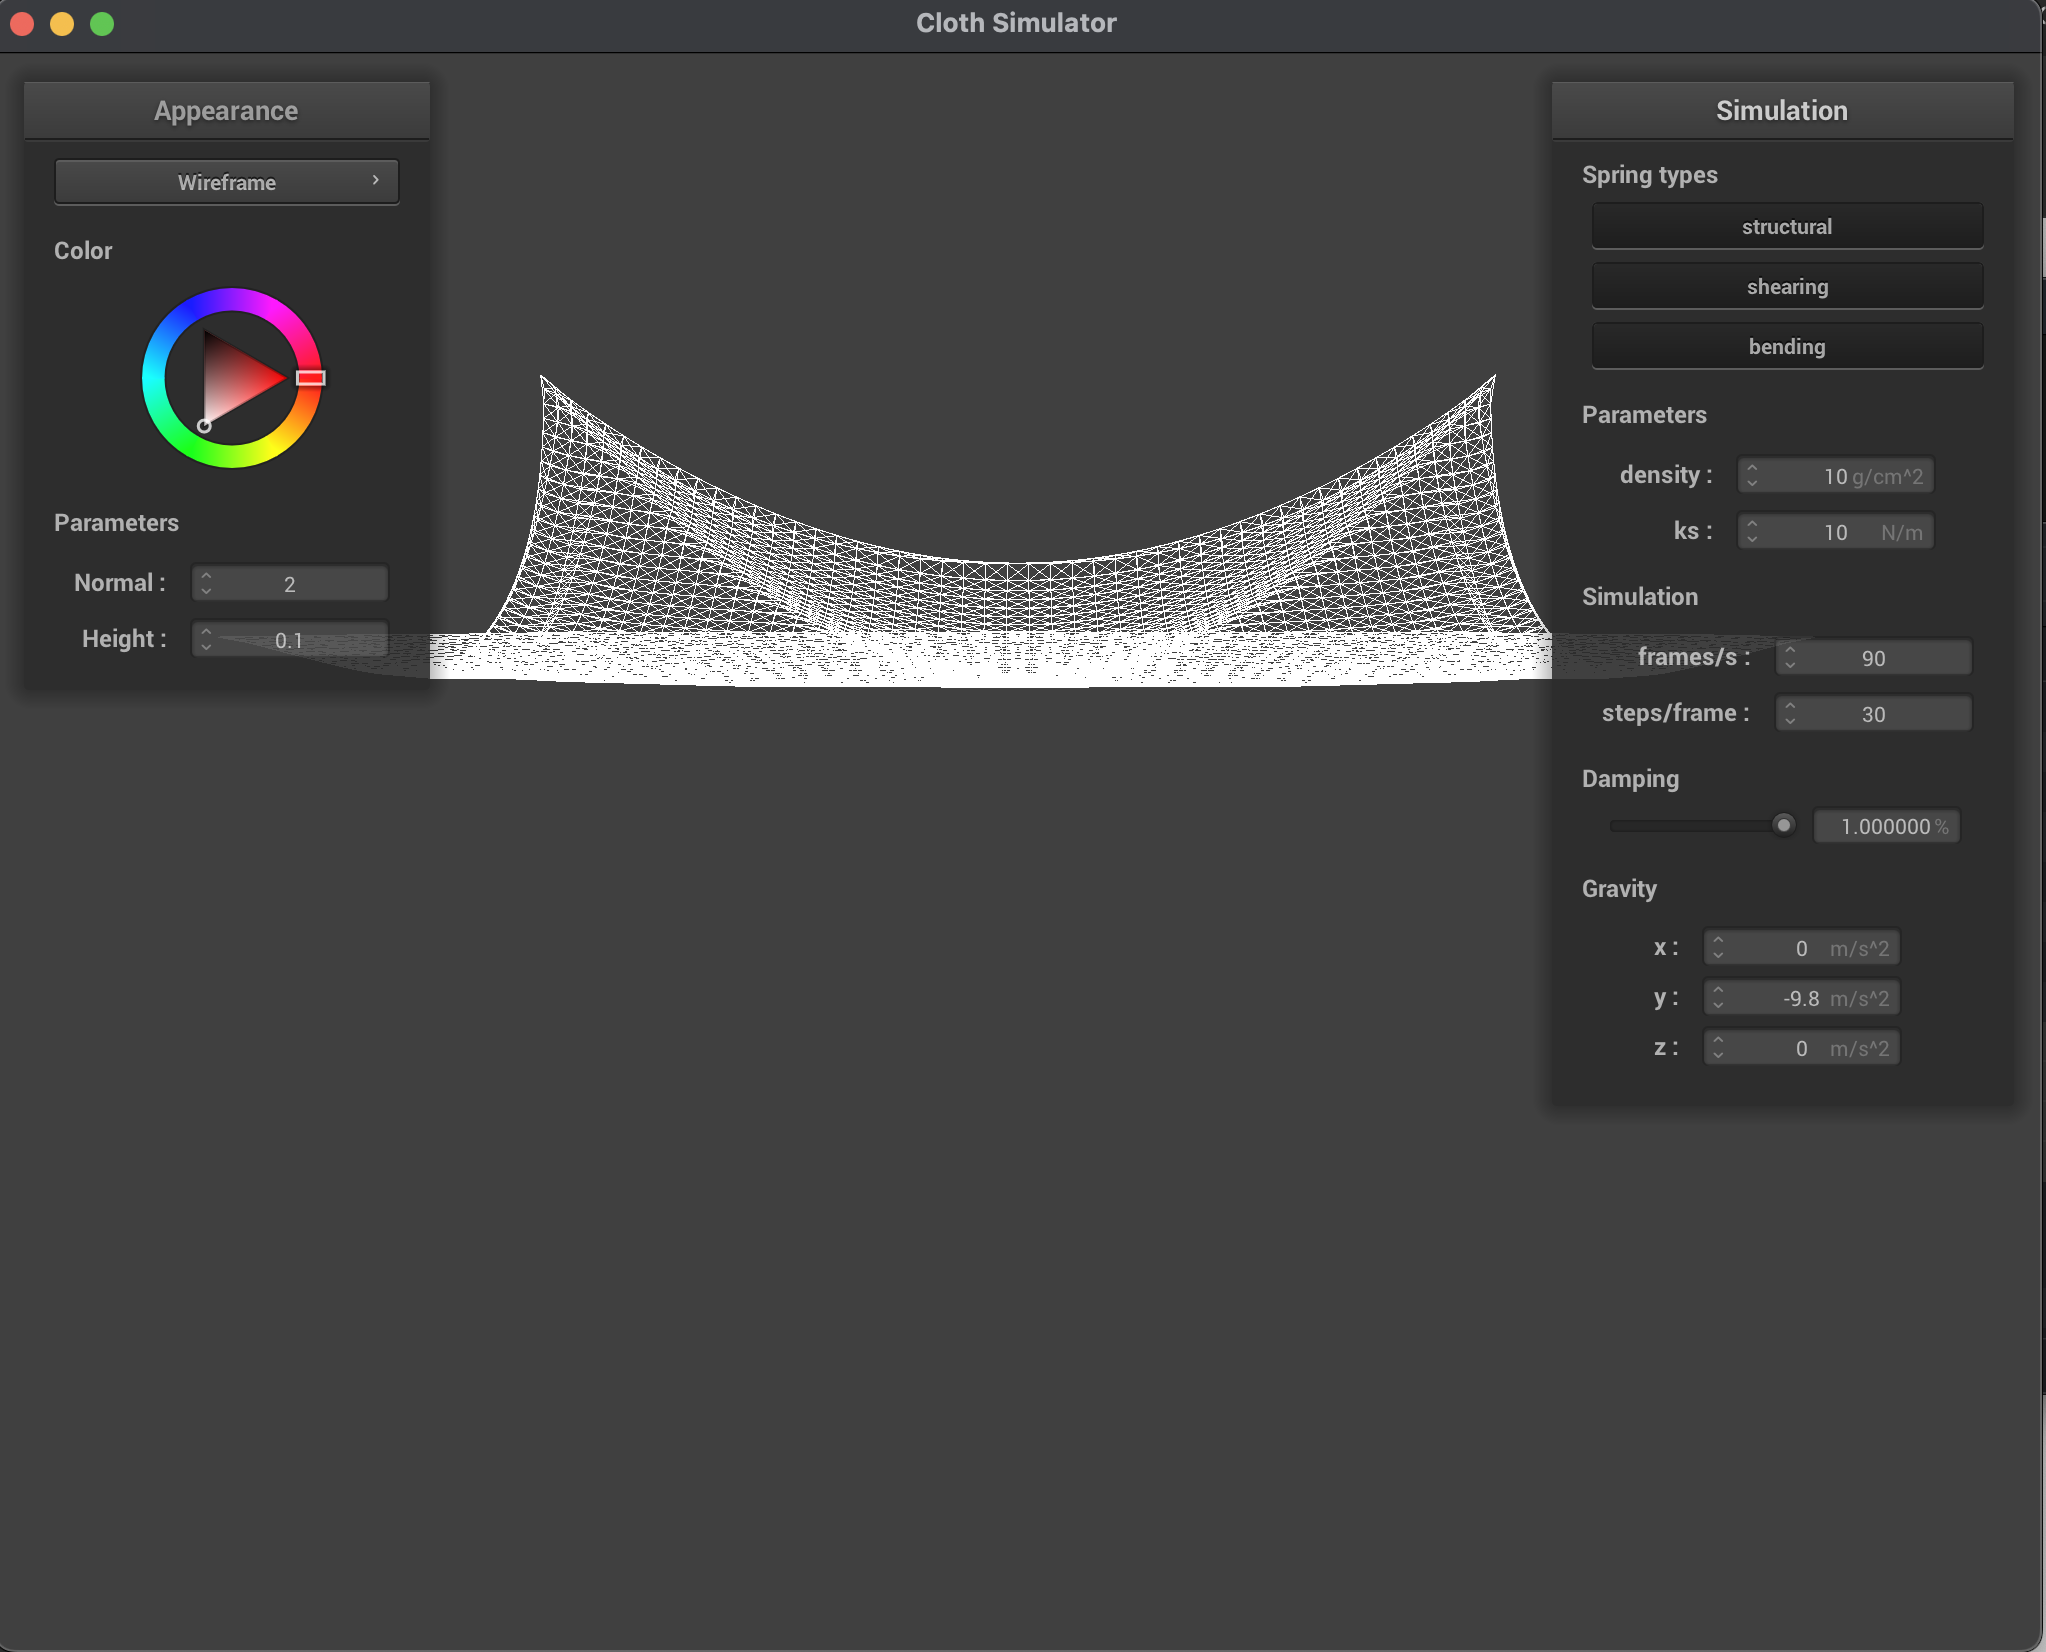 Cloth Simulator
Appearance
Wireframe
Color
Parameters
Normal : 2
Height : 0.1
Simulation
Spring types
structural
shearing
bending
Parameters
density : 10 g/cm^2
ks : 10 N/m
Simulation
frames/s : 90
steps/frame : 30
Damping
1.000000 %
Gravity
x : 0 m/s^2
y : -9.8 m/s^2
z : 0 m/s^2